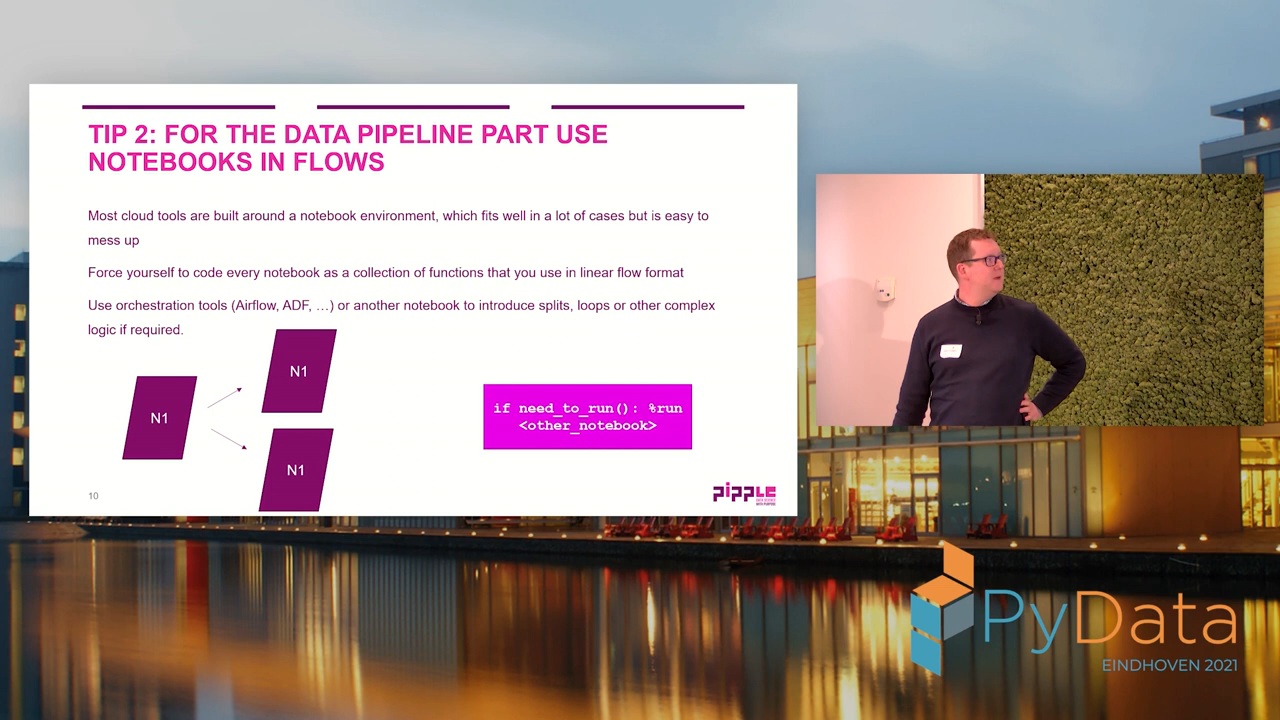 TIP 2: FOR THE DATA PIPELINE PART USE
NOTEBOOKS IN FLOWS
Most cloud tools are built around a notebook environment, which fits well in a lot of cases but is easy to
mess up
Force yourself to code every notebook as a collection of functions that you use in linear flow format
Use orchestration tools (Airflow, ADF, …) or another notebook to introduce splits, loops or other complex
logic if required.
N1
N1
N1
if need_to_run(): %run
<other_notebook>
10
PIPPLE
PyData
EINDHOVEN 2021